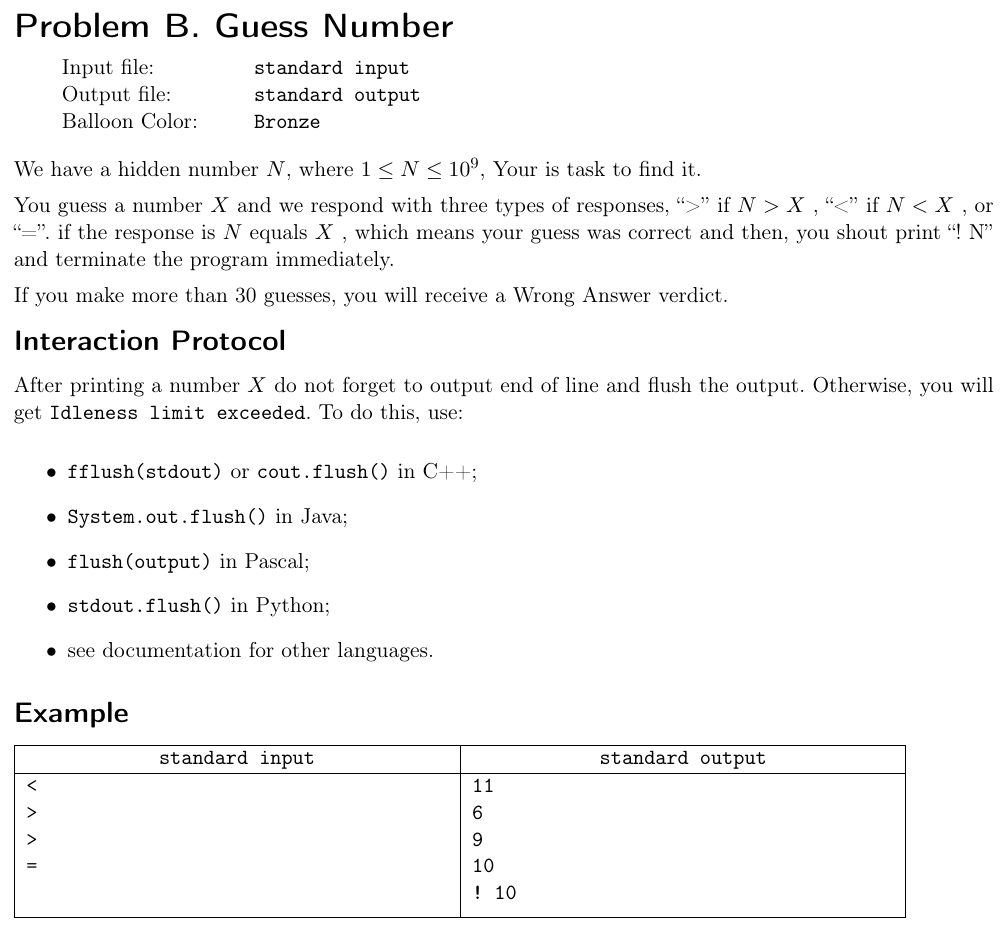 Problem B. Guess Number
Input file: standard input
Output file: standard output
Balloon Color: Bronze
We have a hidden number N, where 1 ≤ N ≤ 10⁹, Your is task to find it.
You guess a number X and we respond with three types of responses, “>” if N > X , “<” if N < X , or
“=”. if the response is N equals X , which means your guess was correct and then, you shout print “! N”
and terminate the program immediately.
If you make more than 30 guesses, you will receive a Wrong Answer verdict.
Interaction Protocol
After printing a number X do not forget to output end of line and flush the output. Otherwise, you will
get Idleness limit exceeded. To do this, use:
• fflush(stdout) or cout.flush() in C++;
• System.out.flush() in Java;
• flush(output) in Pascal;
• stdout.flush() in Python;
• see documentation for other languages.
Example
standard input standard output
< 11
> 6
> 9
= 10
! 10